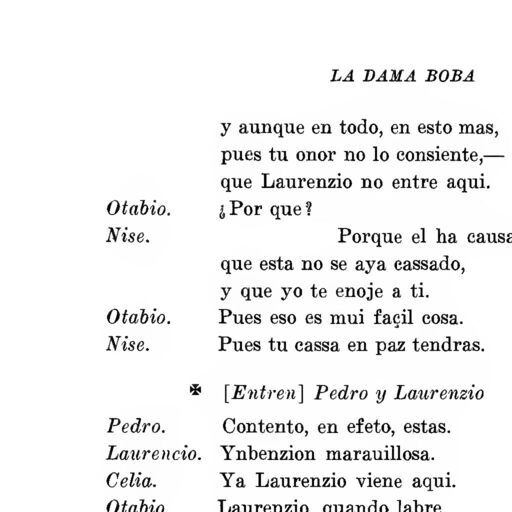 LA DAMA BOBA
y aunque en todo, en esto mas,
pues tu onor no lo consiente,—
que Laurenzio no entre aqui.
Otabio. ¿Por que?
Nise. Porque el ha causa
que esta no se aya cassado,
y que yo te enoje a ti.
Otabio. Pues eso es mui façil cosa.
Nise. Pues tu cassa en paz tendras.
✠ [Entren] Pedro y Laurenzio
Pedro. Contento, en efeto, estas.
Laurencio. Ynbenzion marauillosa.
Celia. Ya Laurenzio viene aqui.
Otabio. Laurenzio, cuando labre